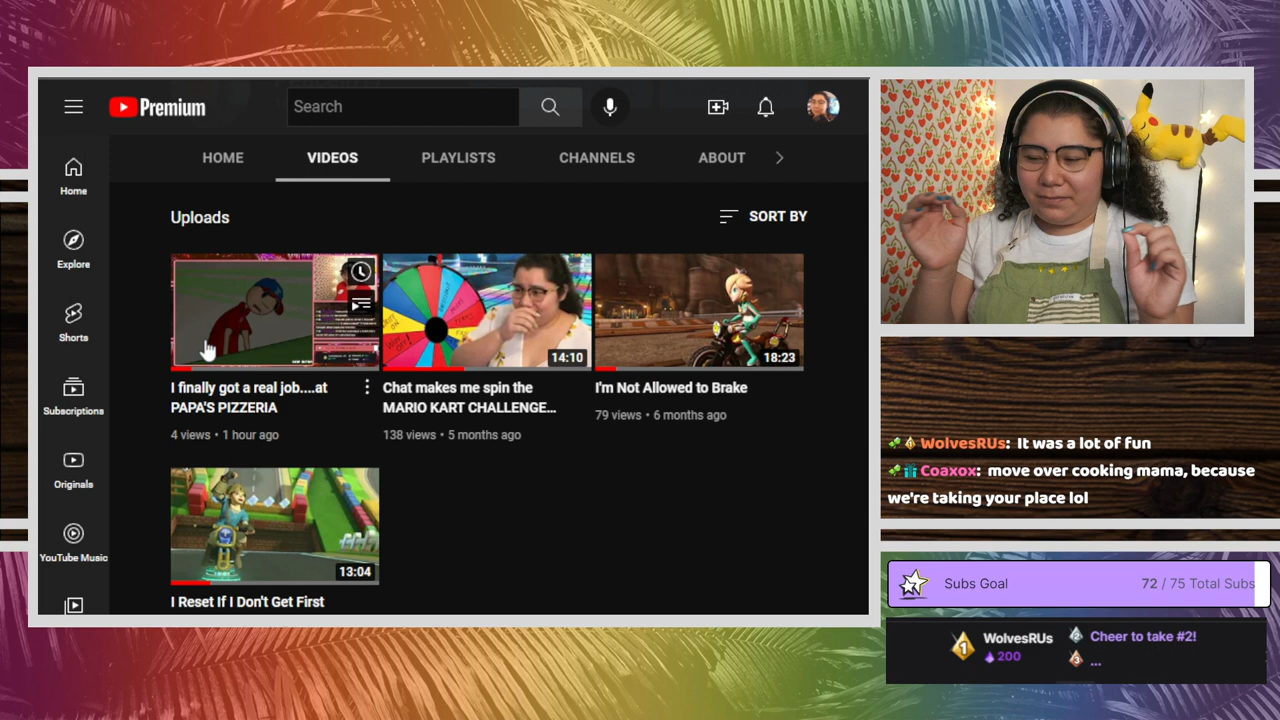 Premium
Search
HOME
VIDEOS
PLAYLISTS
CHANNELS
ABOUT
Home
Explore
Shorts
Subscriptions
Originals
YouTube Music
Uploads
SORT BY
I finally got a real job....at
PAPA'S PIZZERIA
4 views • 1 hour ago
14:10
Chat makes me spin the
MARIO KART CHALLENGE...
138 views • 5 months ago
18:23
I'm Not Allowed to Brake
79 views • 6 months ago
13:04
I Reset If I Don't Get First
WolvesRUs: It was a lot of fun
Coaxox: move over cooking mama, because
we're taking your place lol
Subs Goal
72 / 75 Total Subs
1
WolvesRUs
200
2
Cheer to take #2!
3
...